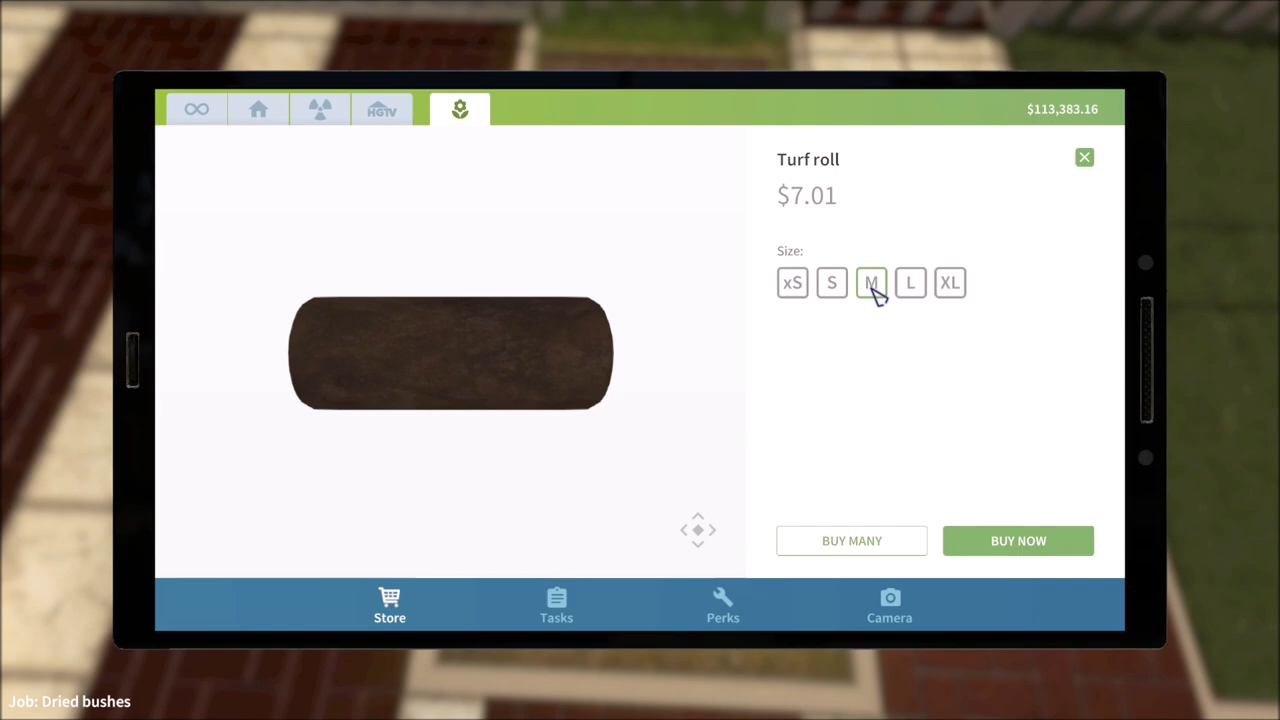 HGTV
$113,383.16
Turf roll
$7.01
Size:
xS S M L XL
BUY MANY
BUY NOW
Store
Tasks
Perks
Camera
Job: Dried bushes